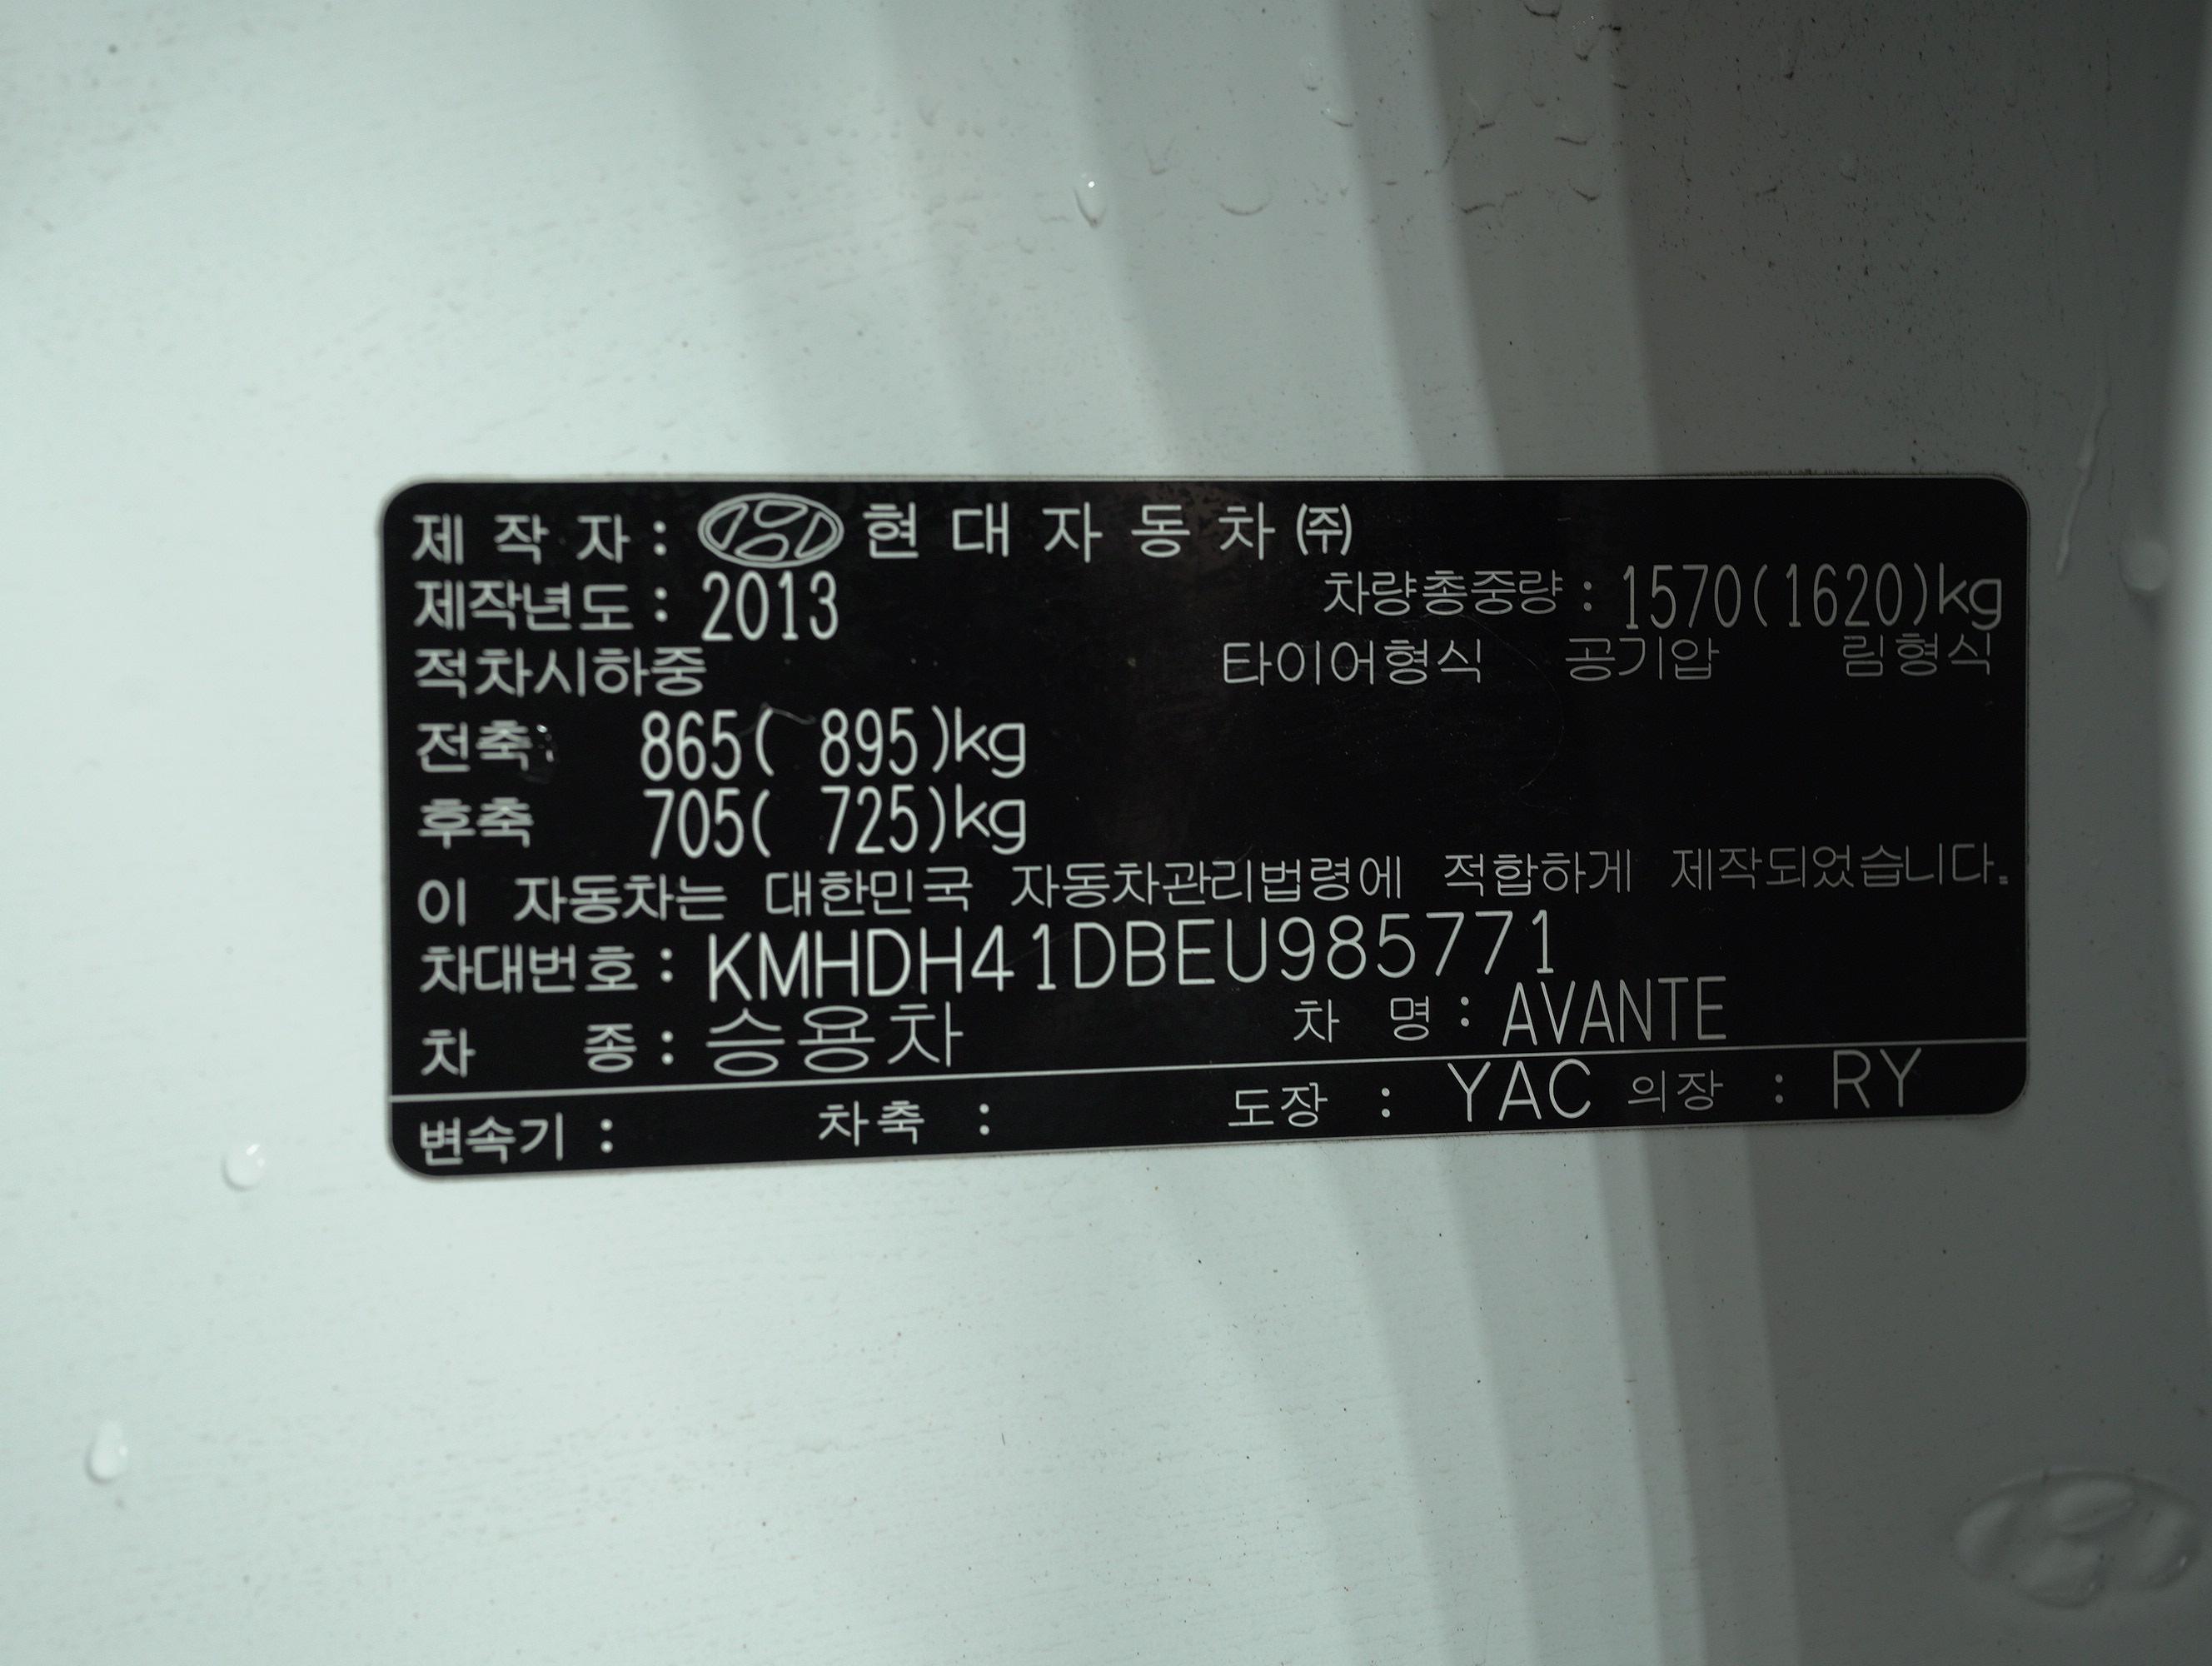 제 작 자 : 현 대 자 동 차 ㈜
제작년도 : 2013
차량총중량 : 1570(1620)kg
적차시하중
타이어형식 공기압 림형식
전축: 865( 895)kg
후축 705( 725)kg
이 자동차는 대한민국 자동차관리법령에 적합하게 제작되었습니다.
차대번호 : KMHDH41DBEU985771
차 종 : 승용차 차 명 : AVANTE
변속기 : 차축 : 도장 : YAC 의장 : RY